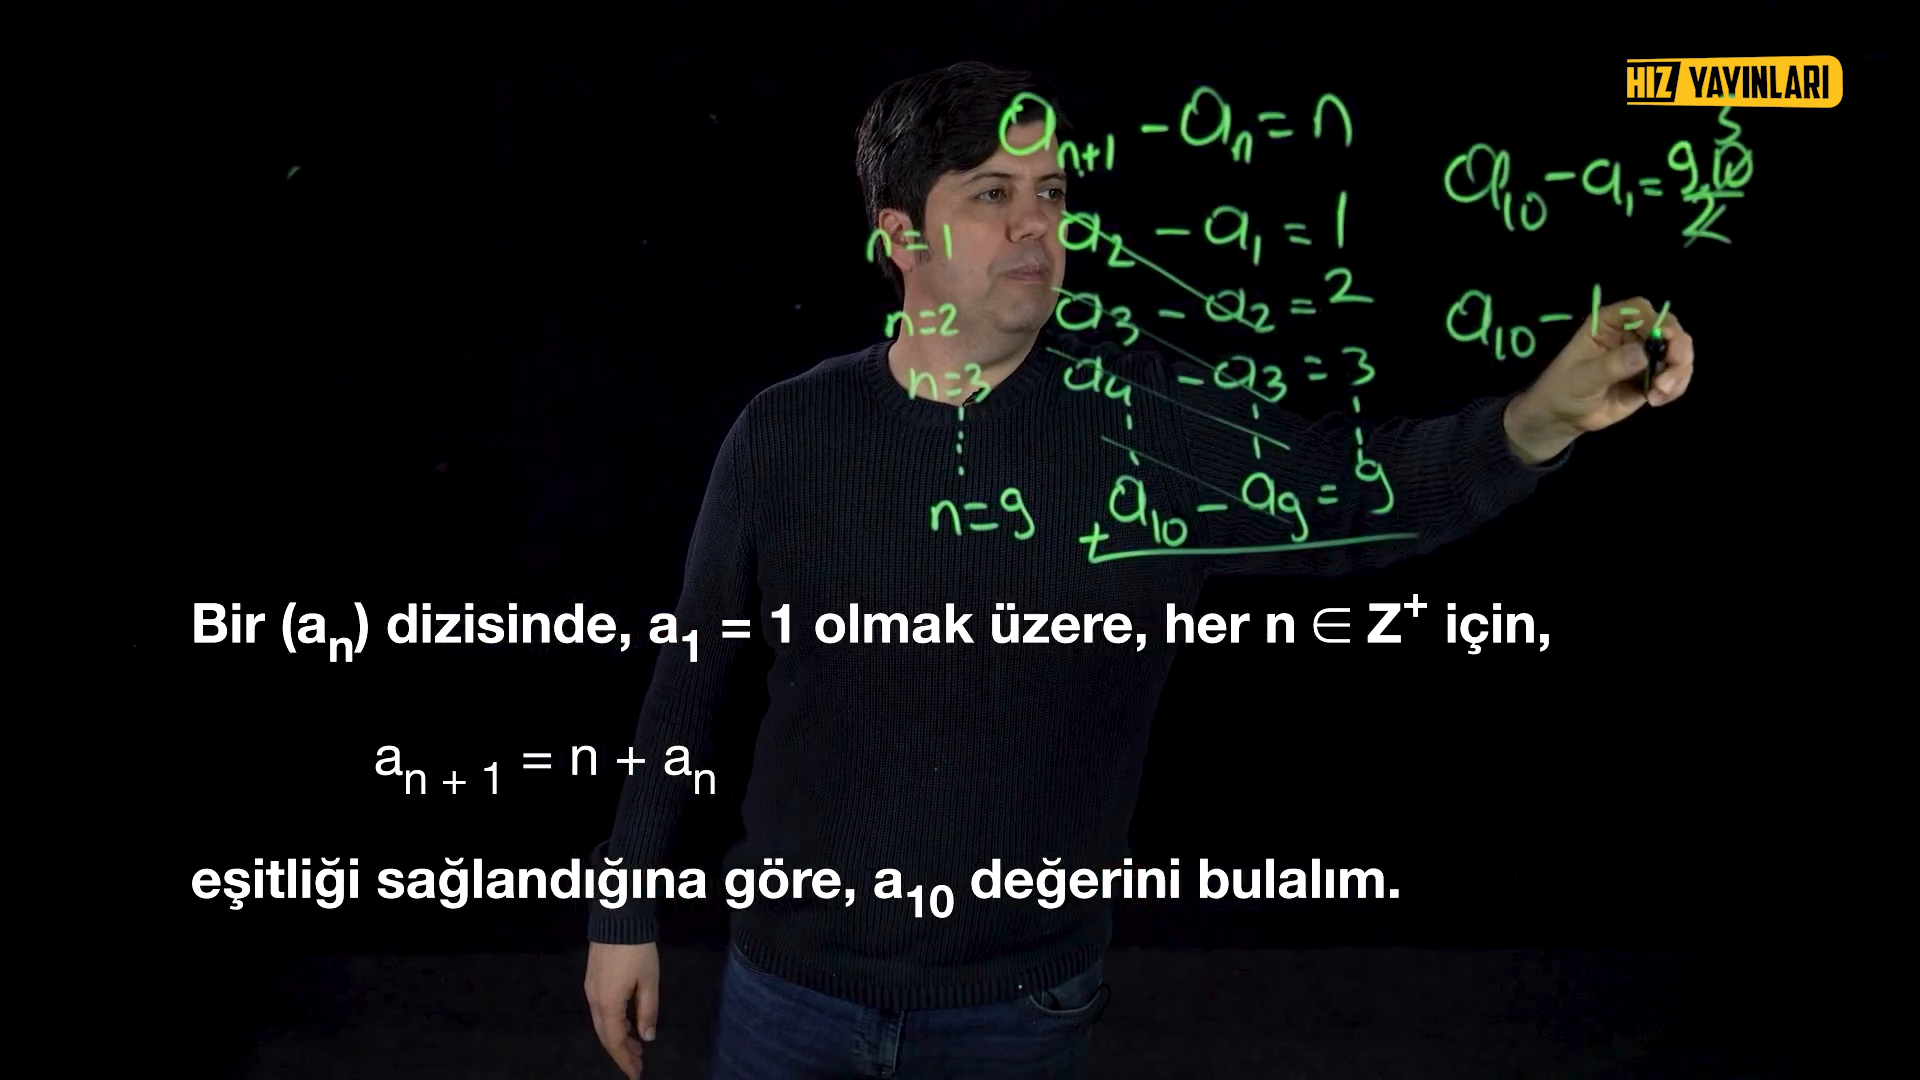 HIZ YAYINLARI
aₙ₊₁ - aₙ = n
n=1 a₂ - a₁ = 1
n=2 a₃ - a₂ = 2
n=3 a₄ - a₃ = 3
n=9 a₁₀ - a₉ = 9
+
a₁₀ - a₁ = 9.10/2
5
a₁₀ - 1 =
Bir (aₙ) dizisinde, a₁ = 1 olmak üzere, her n ∈ Z⁺ için,
aₙ ₊ ₁ = n + aₙ
eşitliği sağlandığına göre, a₁₀ değerini bulalım.